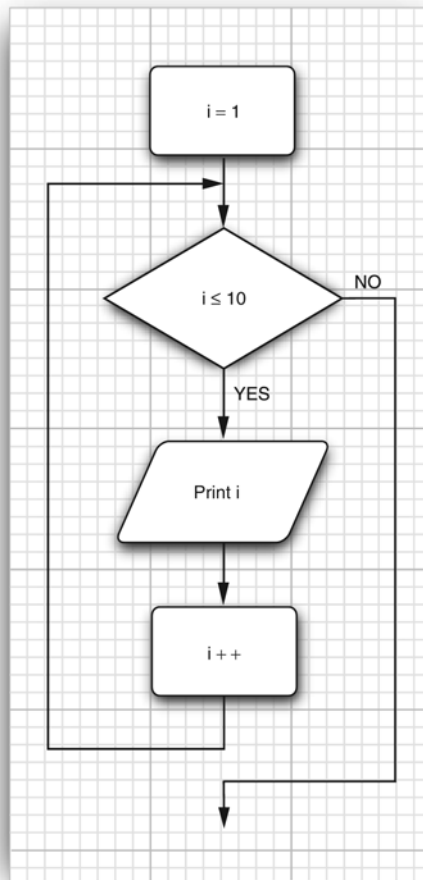 i = 1
i ≤ 10
NO
YES
Print i
i + +